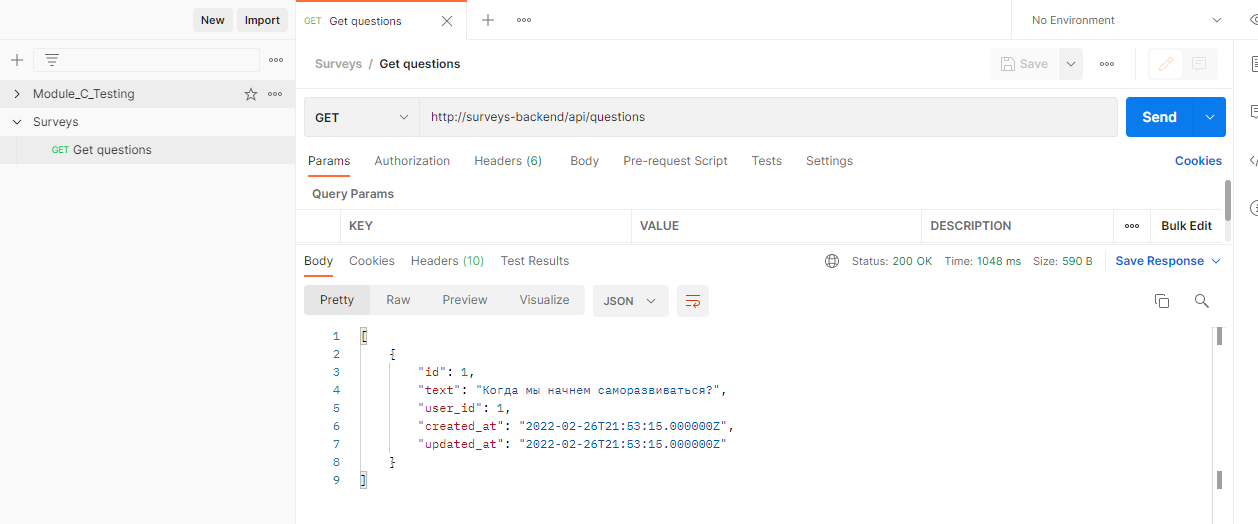 New Import
GET Get questions
No Environment
Surveys / Get questions
Save
Module_C_Testing
Surveys
GET Get questions
GET http://surveys-backend/api/questions
Send
Params Authorization Headers (6) Body Pre-request Script Tests Settings Cookies
Query Params
KEY VALUE DESCRIPTION Bulk Edit
Body Cookies Headers (10) Test Results Status: 200 OK Time: 1048 ms Size: 590 B Save Response
Pretty Raw Preview Visualize JSON
1 [
2 {
3 "id": 1,
4 "text": "Когда мы начнем саморазвиваться?",
5 "user_id": 1,
6 "created_at": "2022-02-26T21:53:15.000000Z",
7 "updated_at": "2022-02-26T21:53:15.000000Z"
8 }
9 ]